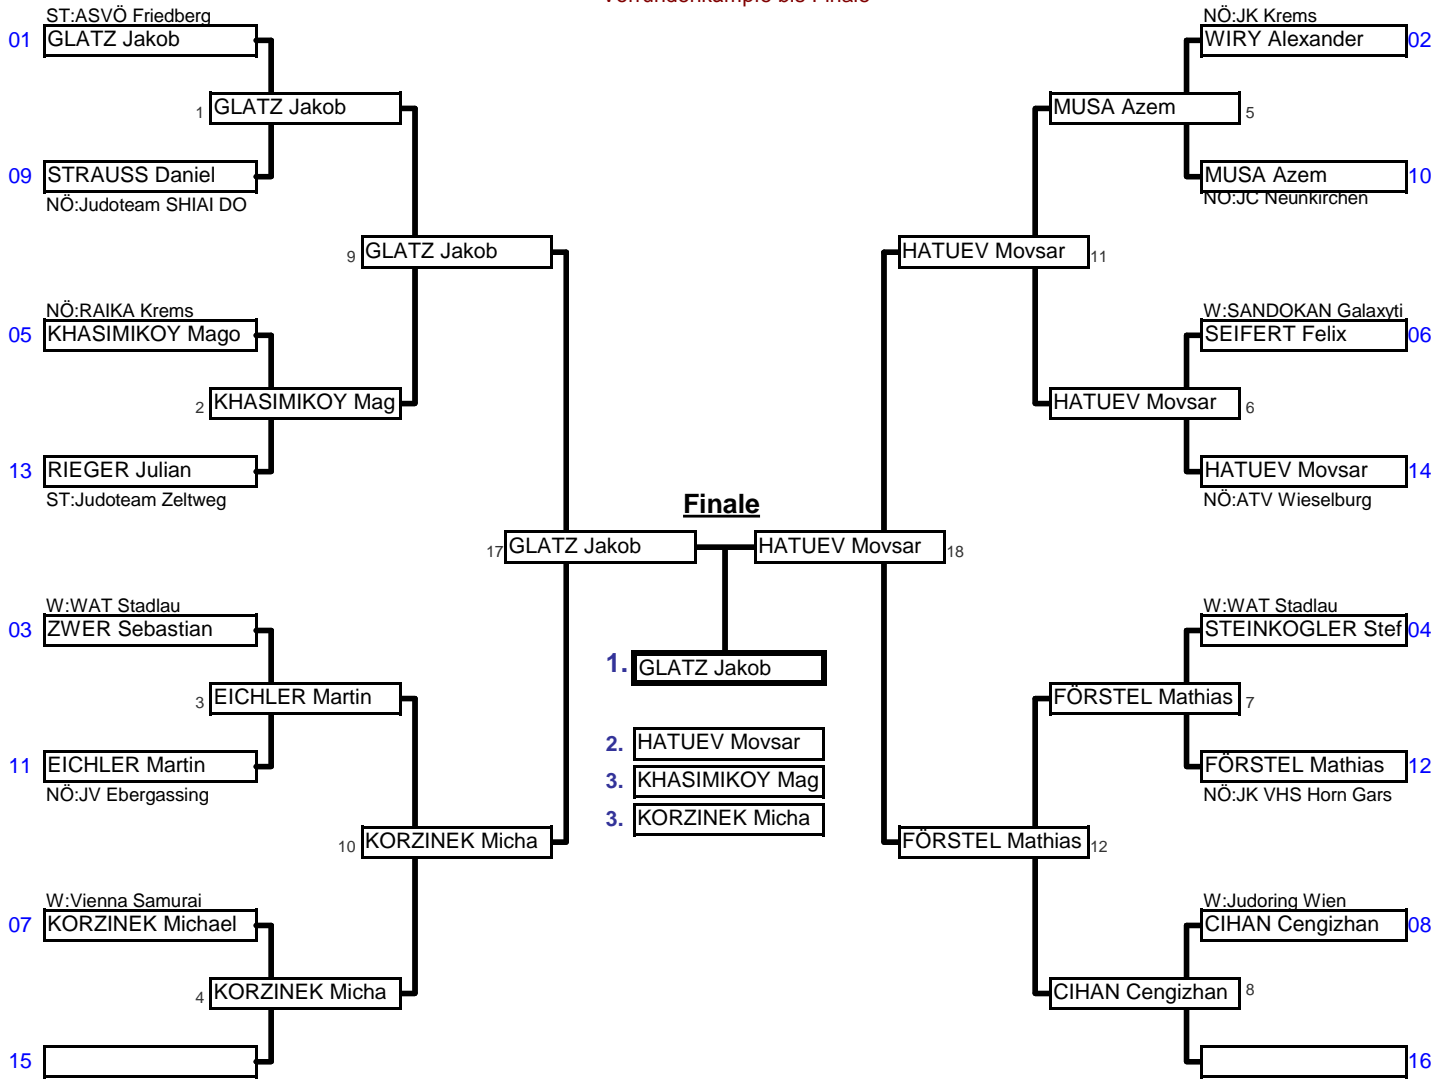 Vorrundenkämpfe bis Finale
ST:ASVÖ Friedberg
01 GLATZ Jakob
1 GLATZ Jakob
09 STRAUSS Daniel
NÖ:Judoteam SHIAI DO
9 GLATZ Jakob
NÖ:RAIKA Krems
05 KHASIMIKOY Mago
2 KHASIMIKOY Mag
13 RIEGER Julian
ST:Judoteam Zeltweg
17 GLATZ Jakob
W:WAT Stadlau
03 ZWER Sebastian
3 EICHLER Martin
11 EICHLER Martin
NÖ:JV Ebergassing
10 KORZINEK Micha
W:Vienna Samurai
07 KORZINEK Michael
4 KORZINEK Micha
15
Finale
1. GLATZ Jakob
2. HATUEV Movsar
3. KHASIMIKOY Mag
3. KORZINEK Micha
NÖ:JK Krems
WIRY Alexander 02
MUSA Azem 5
MUSA Azem 10
NÖ:JC Neunkirchen
HATUEV Movsar 11
W:SANDOKAN Galaxyti
SEIFERT Felix 06
HATUEV Movsar 6
HATUEV Movsar 14
NÖ:ATV Wieselburg
HATUEV Movsar 18
W:WAT Stadlau
STEINKOGLER Stef 04
FÖRSTEL Mathias 7
FÖRSTEL Mathias 12
NÖ:JK VHS Horn Gars
FÖRSTEL Mathias 12
W:Judoring Wien
CIHAN Cengizhan 08
CIHAN Cengizhan 8
16